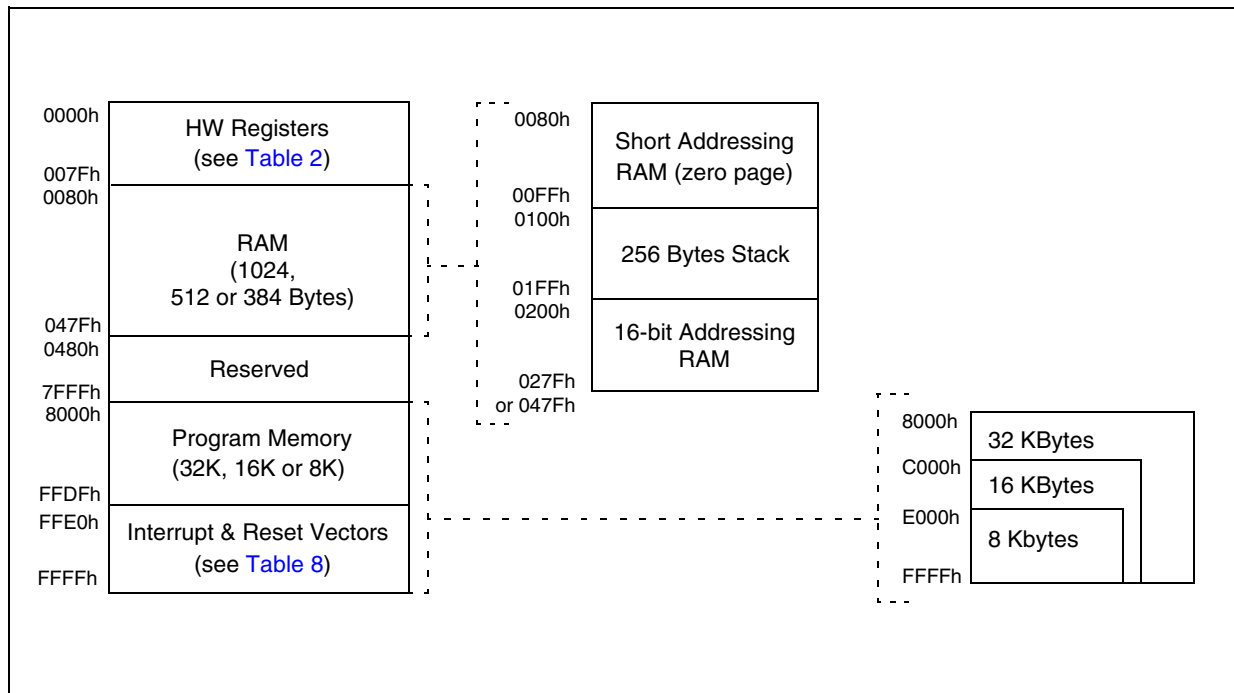 0000h
HW Registers
(see Table 2)
007Fh
0080h
RAM
(1024,
512 or 384 Bytes)
047Fh
0480h
Reserved
7FFFh
8000h
Program Memory
(32K, 16K or 8K)
FFDFh
FFE0h
Interrupt & Reset Vectors
(see Table 8)
FFFFh
0080h
Short Addressing
RAM (zero page)
00FFh
0100h
256 Bytes Stack
01FFh
0200h
16-bit Addressing
RAM
027Fh
or 047Fh
8000h
32 KBytes
C000h
16 KBytes
E000h
8 Kbytes
FFFFh